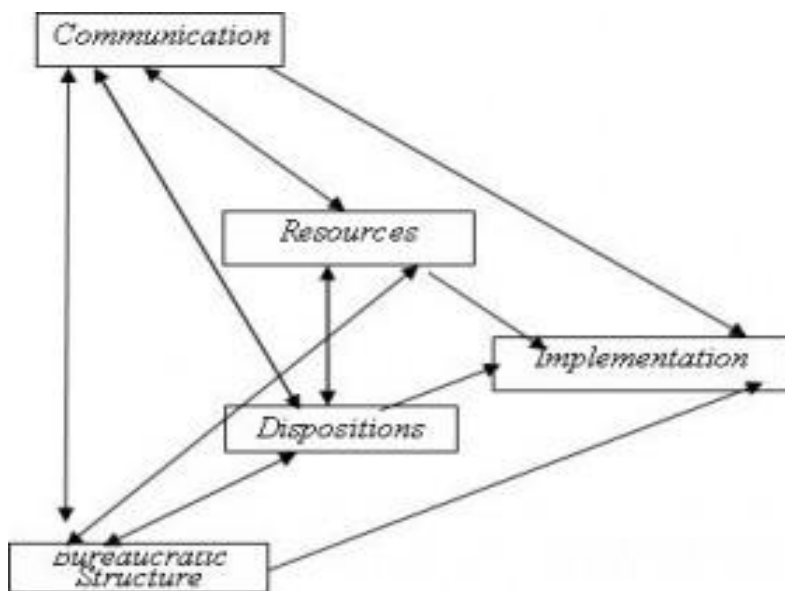 Communication
Resources
Implementation
Dispositions
Bureaucratic
Structure